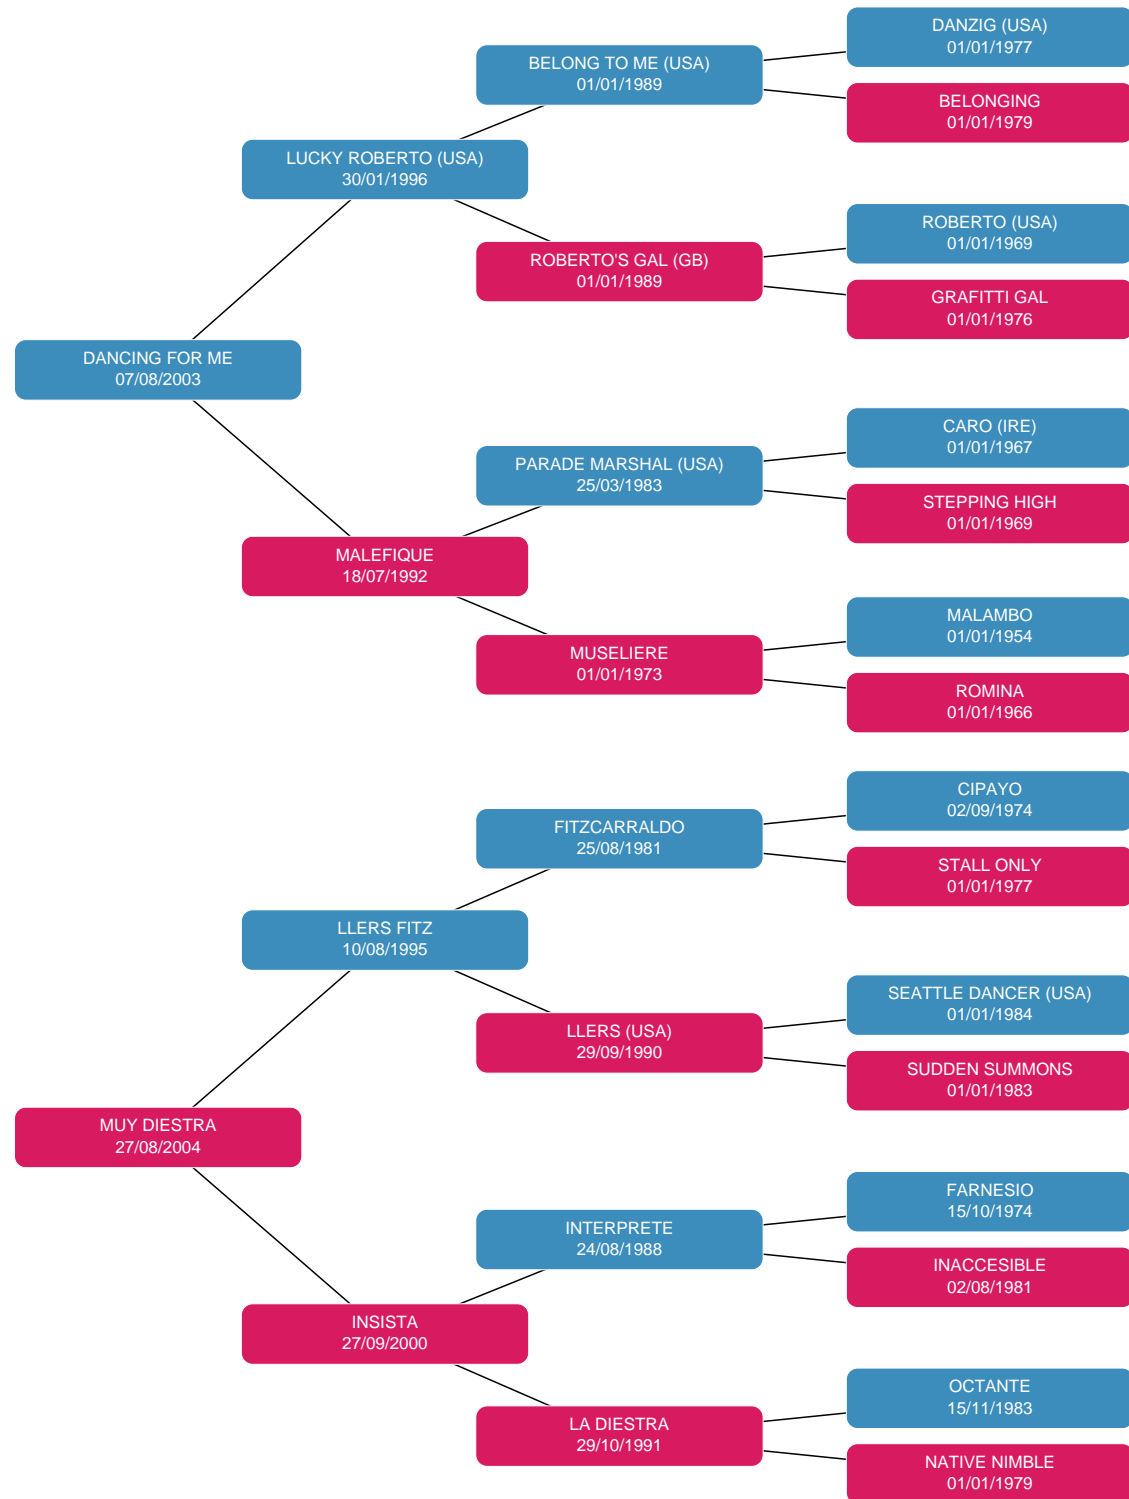 DANZIG (USA)
01/01/1977
BELONG TO ME (USA)
01/01/1989
BELONGING
01/01/1979
LUCKY ROBERTO (USA)
30/01/1996
ROBERTO (USA)
01/01/1969
ROBERTO'S GAL (GB)
01/01/1989
GRAFITTI GAL
01/01/1976
DANCING FOR ME
07/08/2003
CARO (IRE)
01/01/1967
PARADE MARSHAL (USA)
25/03/1983
STEPPING HIGH
01/01/1969
MALEFIQUE
18/07/1992
MALAMBO
01/01/1954
MUSELIERE
01/01/1973
ROMINA
01/01/1966
CIPAYO
02/09/1974
FITZCARRALDO
25/08/1981
STALL ONLY
01/01/1977
LLERS FITZ
10/08/1995
SEATTLE DANCER (USA)
01/01/1984
LLERS (USA)
29/09/1990
SUDDEN SUMMONS
01/01/1983
MUY DIESTRA
27/08/2004
FARNESIO
15/10/1974
INTERPRETE
24/08/1988
INACCESIBLE
02/08/1981
INSISTA
27/09/2000
OCTANTE
15/11/1983
LA DIESTRA
29/10/1991
NATIVE NIMBLE
01/01/1979